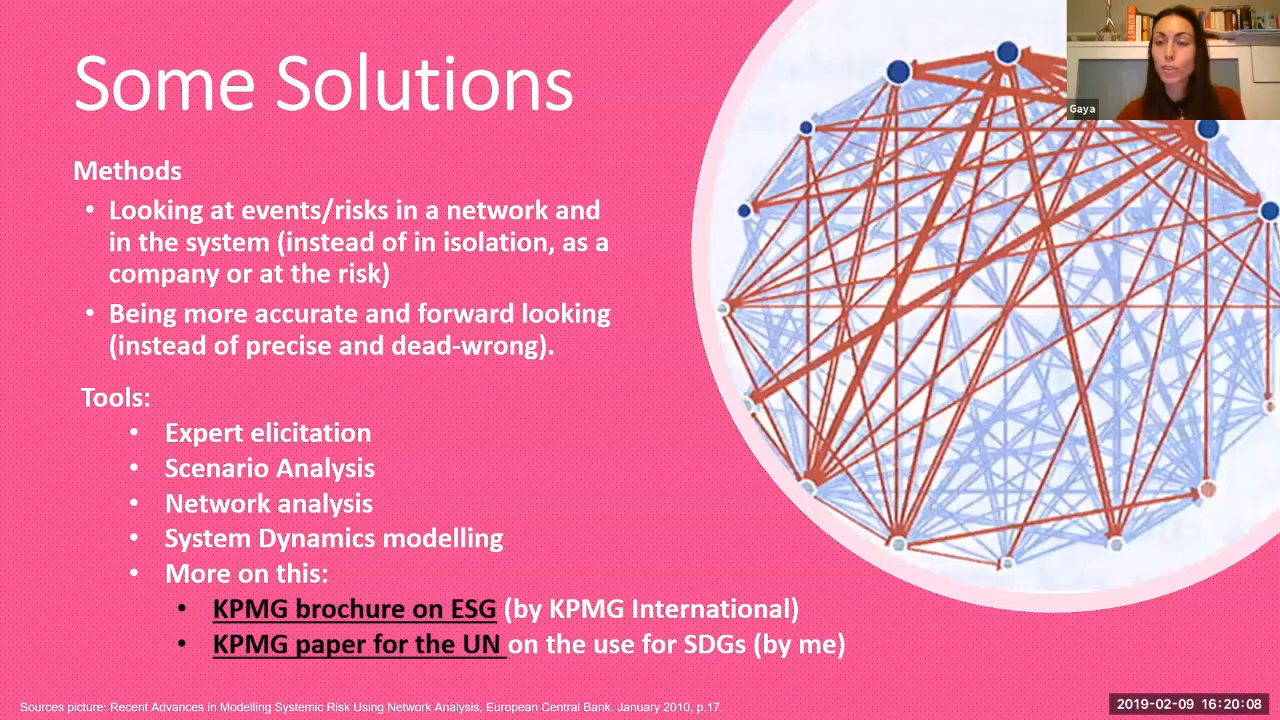 Some Solutions
KUNST
Gaya
Methods
• Looking at events/risks in a network and
in the system (instead of in isolation, as a
company or at the risk)
• Being more accurate and forward looking
(instead of precise and dead-wrong).
Tools:
• Expert elicitation
• Scenario Analysis
• Network analysis
• System Dynamics modelling
• More on this:
• KPMG brochure on ESG (by KPMG International)
• KPMG paper for the UN on the use for SDGs (by me)
Sources picture: Recent Advances in Modelling Systemic Risk Using Network Analysis, European Central Bank. January 2010, p.17.
2019-02-09 16:20:08